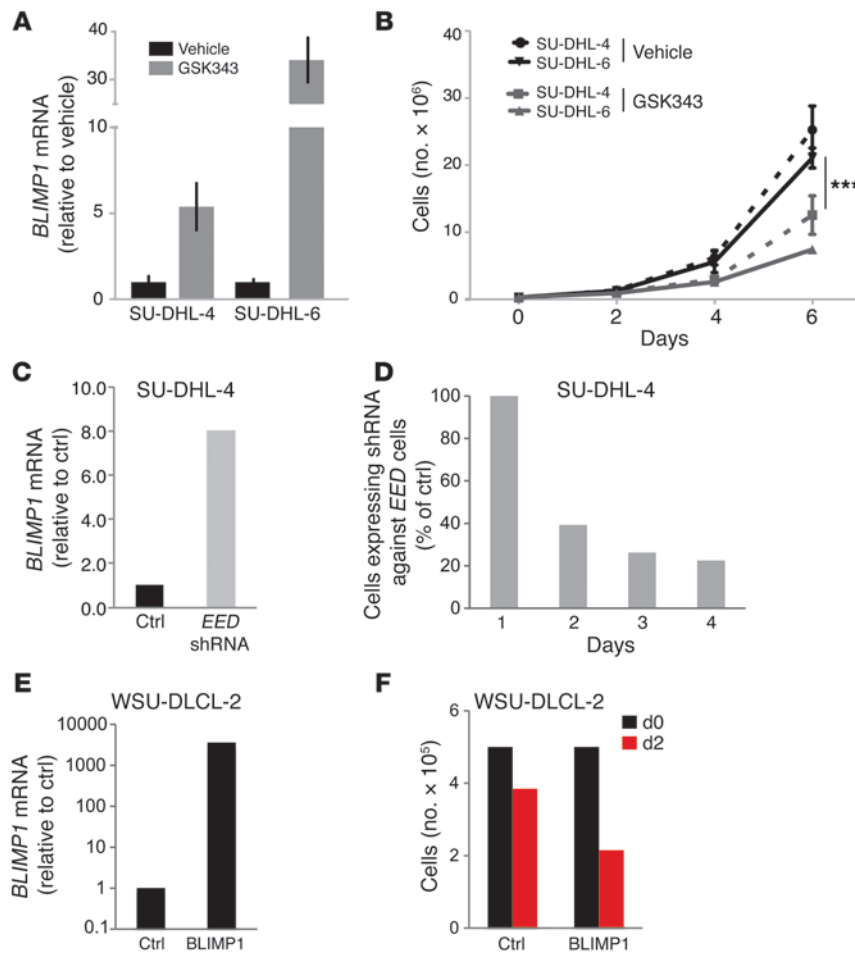 A
BLIMP1 mRNA
(relative to vehicle)
40
30
10
5
0
Vehicle
GSK343
SU-DHL-4 SU-DHL-6
B
Cells (no. × 10⁶)
40
30
20
10
0
SU-DHL-4
SU-DHL-6
Vehicle
SU-DHL-4
SU-DHL-6
GSK343
***
0 2 4 6
Days
C
SU-DHL-4
BLIMP1 mRNA
(relative to ctrl)
10.0
8.0
6.0
4.0
2.0
0.0
Ctrl EED
shRNA
D
SU-DHL-4
Cells expressing shRNA
against EED cells
(% of ctrl)
100
80
60
40
20
0
1 2 3 4
Days
E
WSU-DLCL-2
BLIMP1 mRNA
(relative to ctrl)
10000
1000
100
10
1
0.1
Ctrl BLIMP1
F
WSU-DLCL-2
Cells (no. × 10⁵)
6
4
2
0
d0
d2
Ctrl BLIMP1